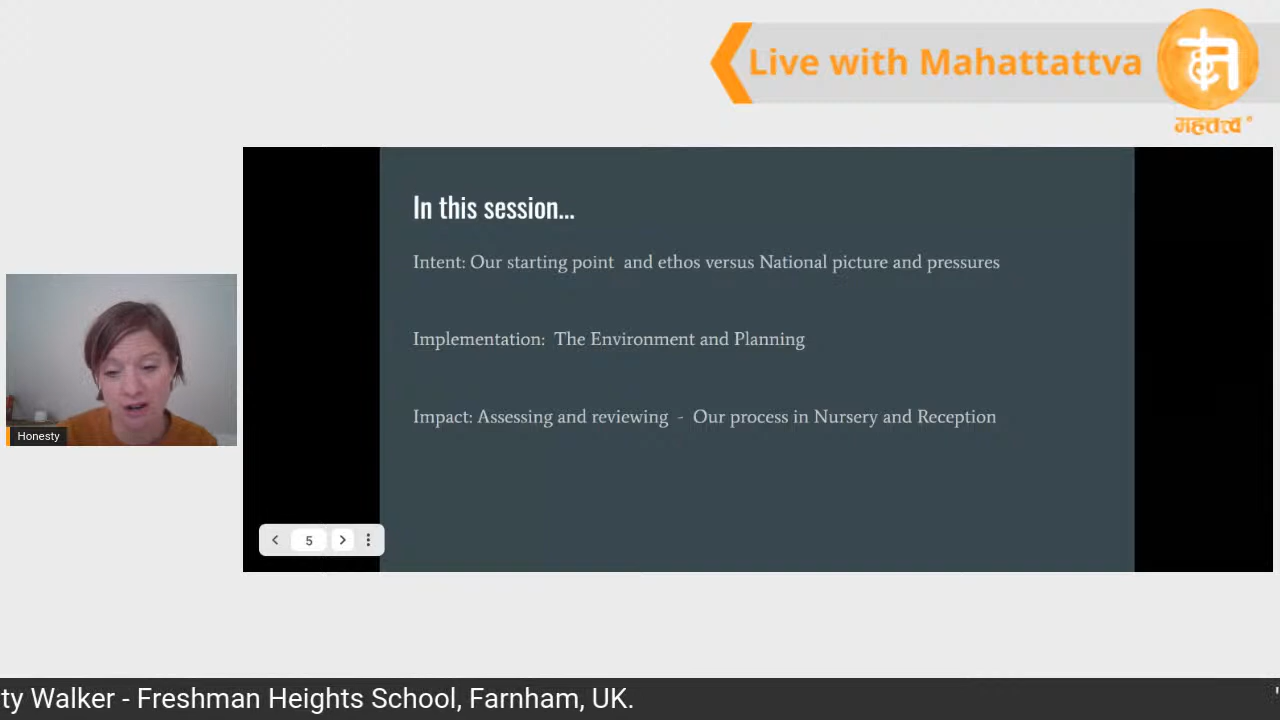 Live with Mahattattva
महत्तत्त्व
In this session...
Intent: Our starting point and ethos versus National picture and pressures
Implementation: The Environment and Planning
Impact: Assessing and reviewing - Our process in Nursery and Reception
Honesty
5
ty Walker - Freshman Heights School, Farnham, UK.